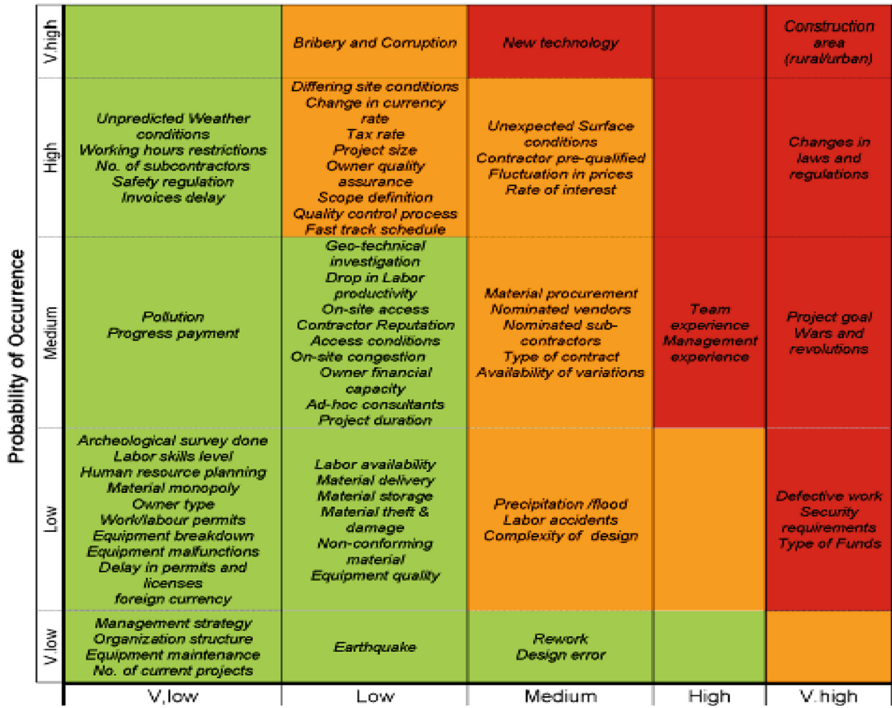 Probability of Occurrence
V.high
Bribery and Corruption
New technology
Construction
area
(rural/urban)
High
Unpredicted Weather
conditions
Working hours restrictions
No. of subcontractors
Safety regulation
Invoices delay
Differing site conditions
Change in currency
rate
Tax rate
Project size
Owner quality
assurance
Scope definition
Quality control process
Fast track schedule
Unexpected Surface
conditions
Contractor pre-qualified
Fluctuation in prices
Rate of interest
Changes in
laws and
regulations
Medium
Pollution
Progress payment
Geo-technical
investigation
Drop in Labor
productivity
On-site access
Contractor Reputation
Access conditions
On-site congestion
Owner financial
capacity
Ad-hoc consultants
Project duration
Material procurement
Nominated vendors
Nominated sub-
contractors
Type of contract
Availability of variations
Team
experience
Management
experience
Project goal
Wars and
revolutions
Low
Archeological survey done
Labor skills level
Human resource planning
Material monopoly
Owner type
Work/labour permits
Equipment breakdown
Equipment malfunctions
Delay in permits and
licenses
foreign currency
Labor availability
Material delivery
Material storage
Material theft &
damage
Non-conforming
material
Equipment quality
Precipitation /flood
Labor accidents
Complexity of design
Defective work
Security
requirements
Type of Funds
V.low
Management strategy
Organization structure
Equipment maintenance
No. of current projects
Earthquake
Rework
Design error
V,low
Low
Medium
High
V.high